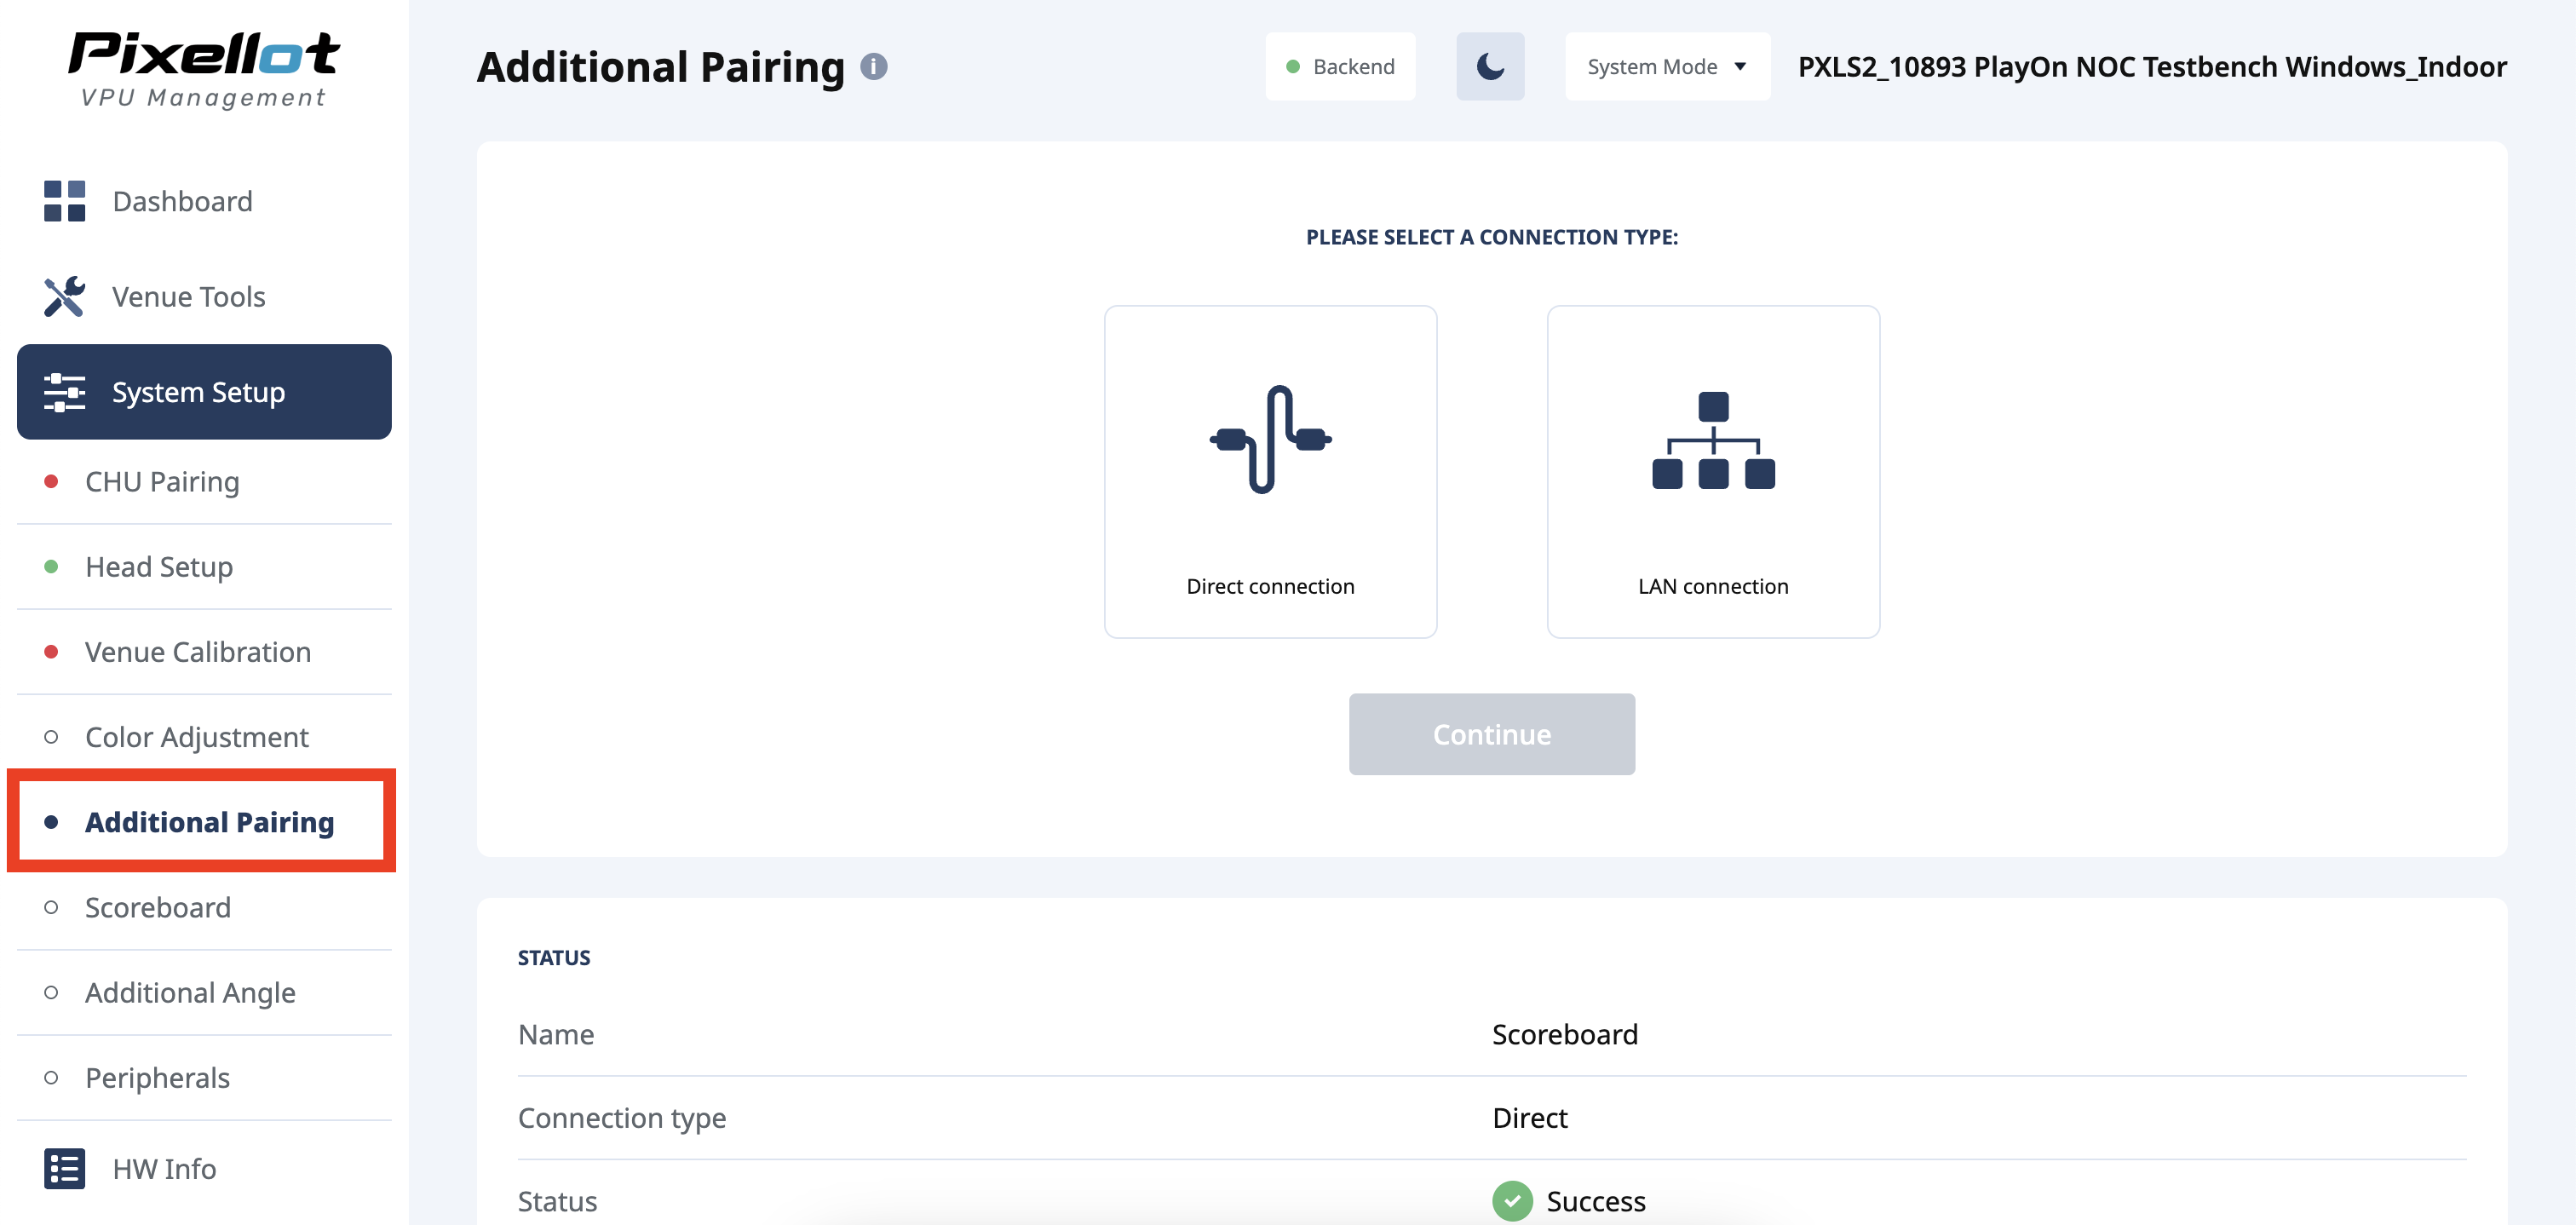 Pixellot
VPU Management
Dashboard
Venue Tools
System Setup
CHU Pairing
Head Setup
Venue Calibration
Color Adjustment
Additional Pairing
Scoreboard
Additional Angle
Peripherals
HW Info
Additional Pairing i
Backend
System Mode
PXLS2_10893 PlayOn NOC Testbench Windows_Indoor
PLEASE SELECT A CONNECTION TYPE:
Direct connection
LAN connection
Continue
STATUS
Name Scoreboard
Connection type Direct
Status Success